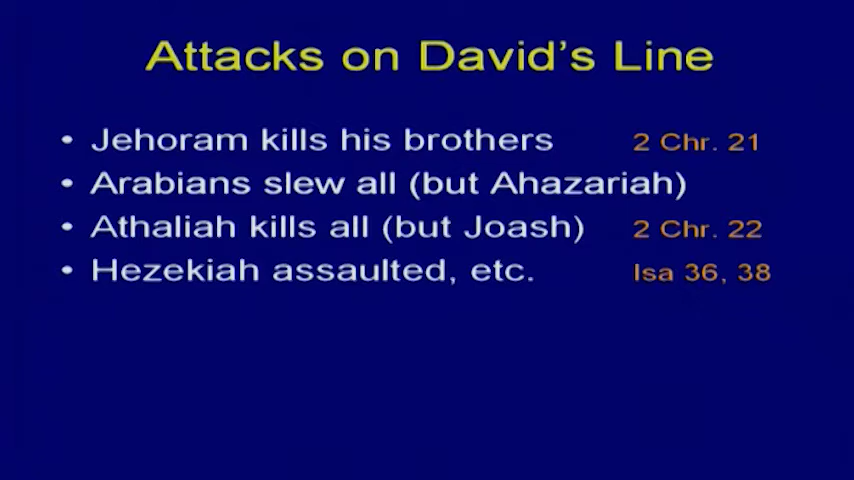 Attacks on David's Line
• Jehoram kills his brothers 2 Chr. 21
• Arabians slew all (but Ahazariah)
• Athaliah kills all (but Joash) 2 Chr. 22
• Hezekiah assaulted, etc. Isa 36, 38